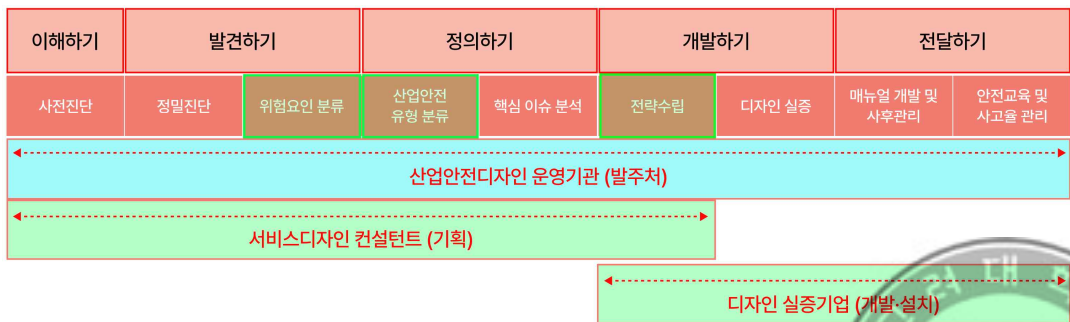 이해하기 발견하기 정의하기 개발하기 전달하기
사전진단 정밀진단 위험요인 분류 산업안전 유형 분류 핵심 이슈 분석 전략수립 디자인 실증 매뉴얼 개발 및 사후관리 안전교육 및 사고율 관리
산업안전디자인 운영기관 (발주처)
서비스디자인 컨설턴트 (기획)
디자인 실증기업 (개발·설치)